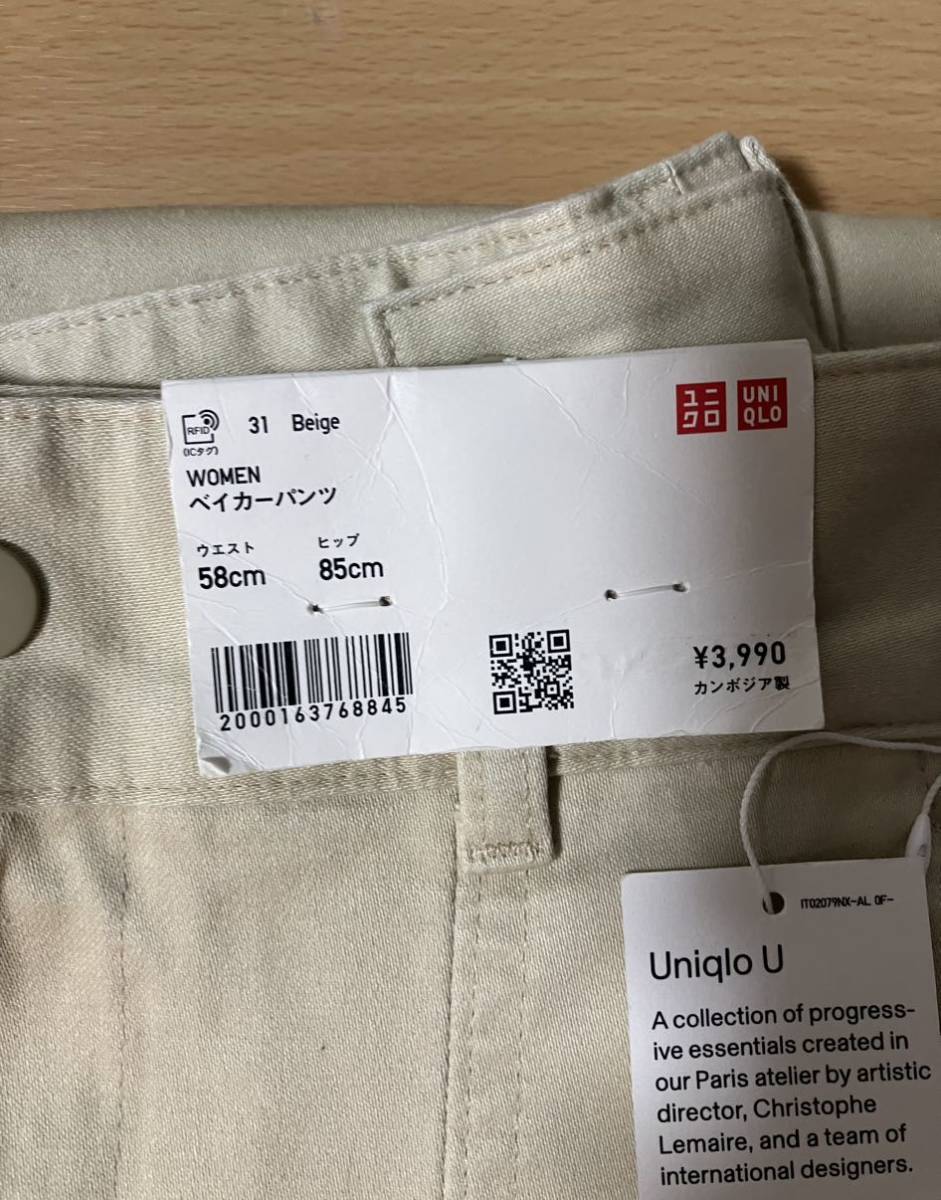 RFID
(ICタグ)
31 Beige
WOMEN
ベイカーパンツ
ウエスト
58cm
ヒップ
85cm
2000163768845
ユニ
クロ
UNI
QLO
¥3,990
カンボジア製
IT02079NX-AL OF-
Uniqlo U
A collection of progress-
ive essentials created in
our Paris atelier by artistic
director, Christophe
Lemaire, and a team of
international designers.